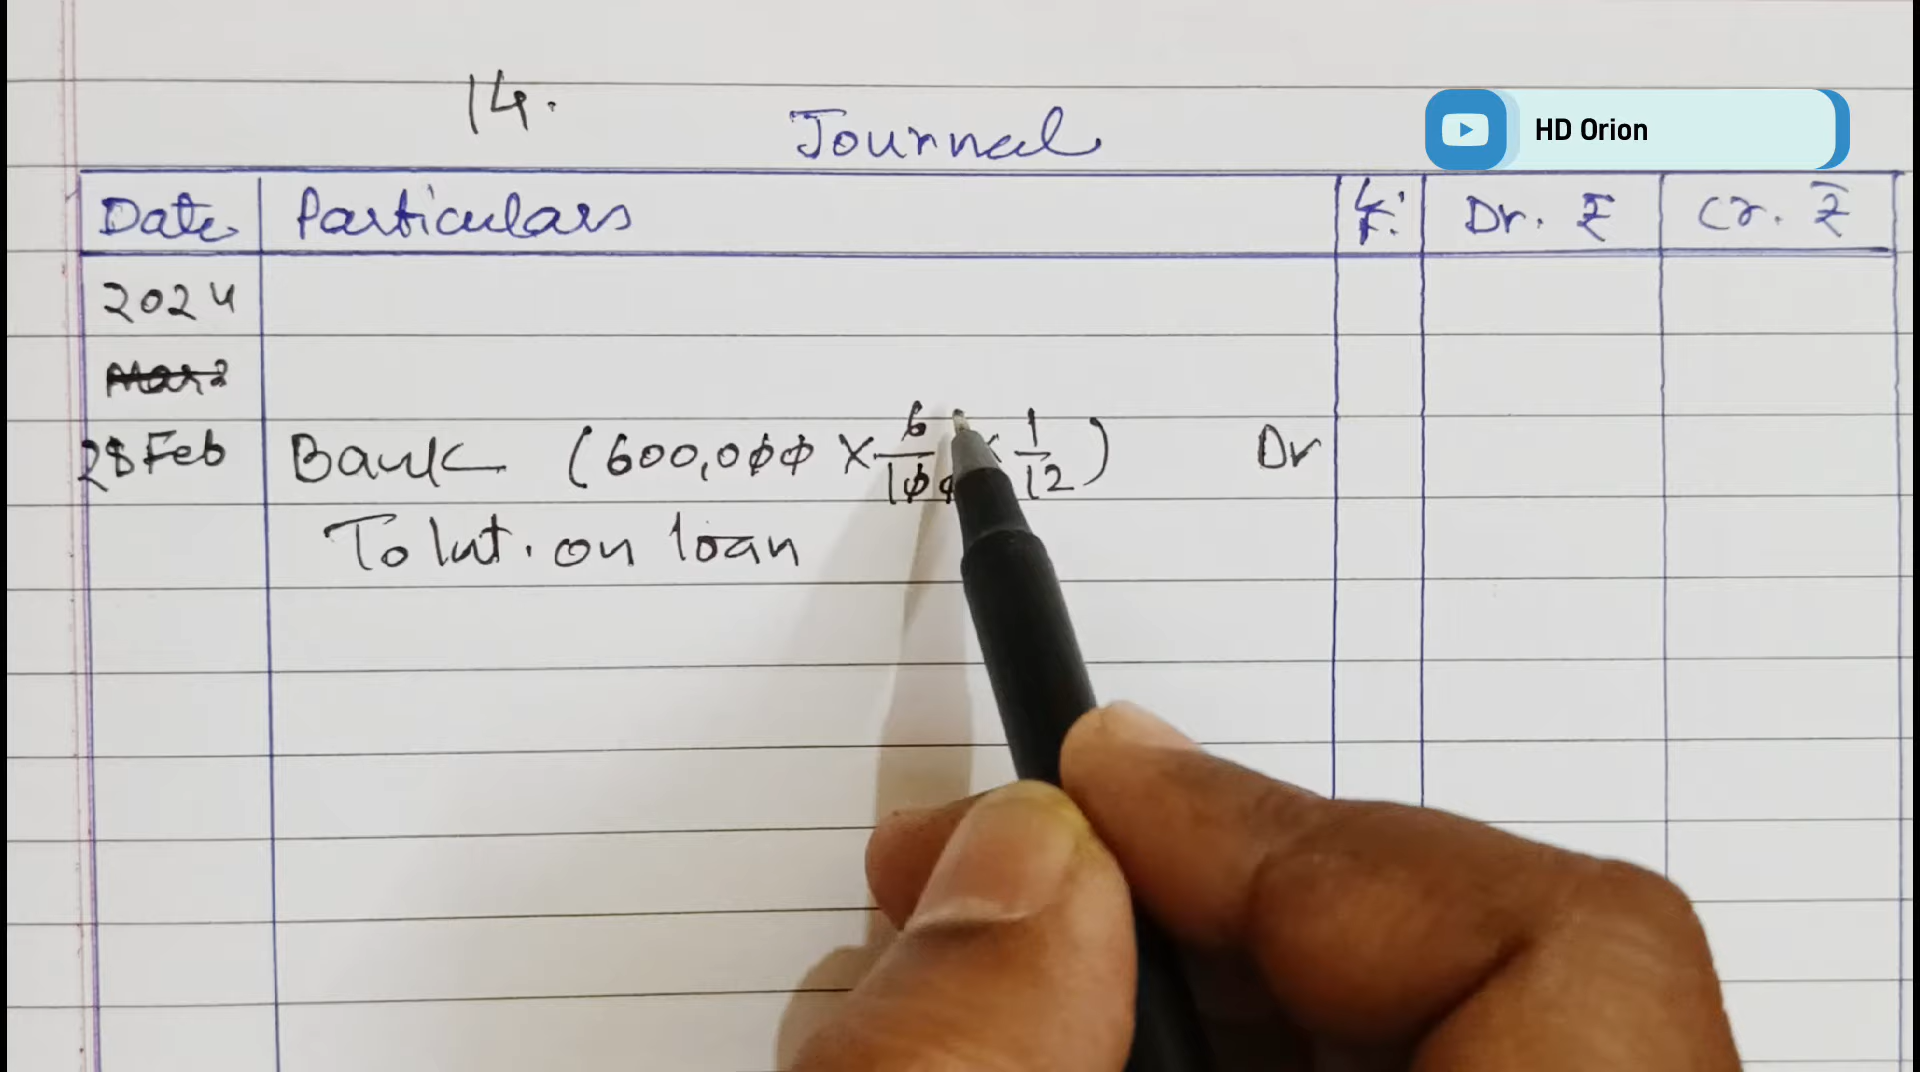 14.
Journal
HD Orion
Date Particulars L.F. Dr. ₹ Cr. ₹
2024
28 Feb Bank (600,000 × 6/100 × 1/12) Dr
To Int. on loan